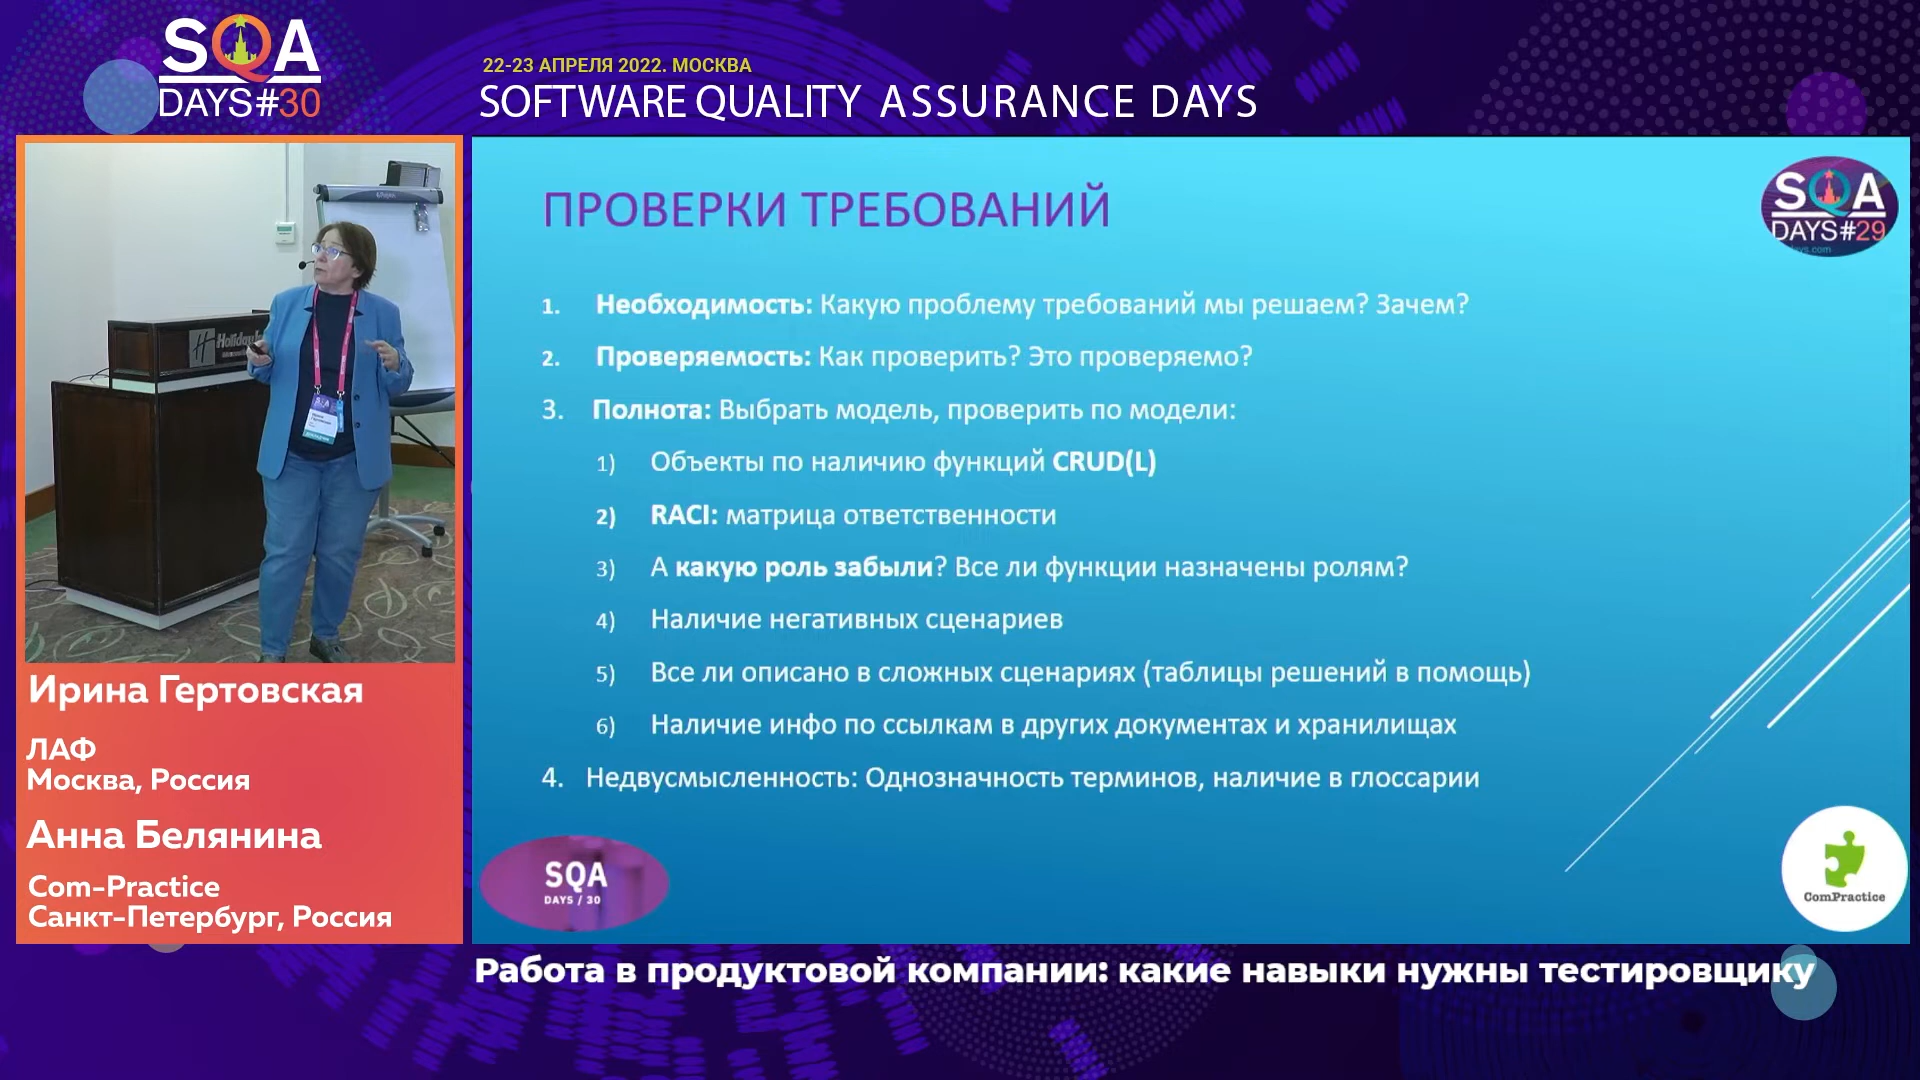 SQA
DAYS#30
22-23 АПРЕЛЯ 2022. МОСКВА
SOFTWARE QUALITY ASSURANCE DAYS
ПРОВЕРКИ ТРЕБОВАНИЙ
SQA
DAYS#29
1. Необходимость: Какую проблему требований мы решаем? Зачем?
2. Проверяемость: Как проверить? Это проверяемо?
3. Полнота: Выбрать модель, проверить по модели:
1) Объекты по наличию функций CRUD(L)
2) RACI: матрица ответственности
3) А какую роль забыли? Все ли функции назначены ролям?
4) Наличие негативных сценариев
5) Все ли описано в сложных сценариях (таблицы решений в помощь)
6) Наличие инфо по ссылкам в других документах и хранилищах
4. Недвусмысленность: Однозначность терминов, наличие в глоссарии
SQA
DAYS / 30
ComPractice
Ирина Гертовская
ЛАФ
Москва, Россия
Анна Белянина
Com-Practice
Санкт-Петербург, Россия
Работа в продуктовой компании: какие навыки нужны тестировщику